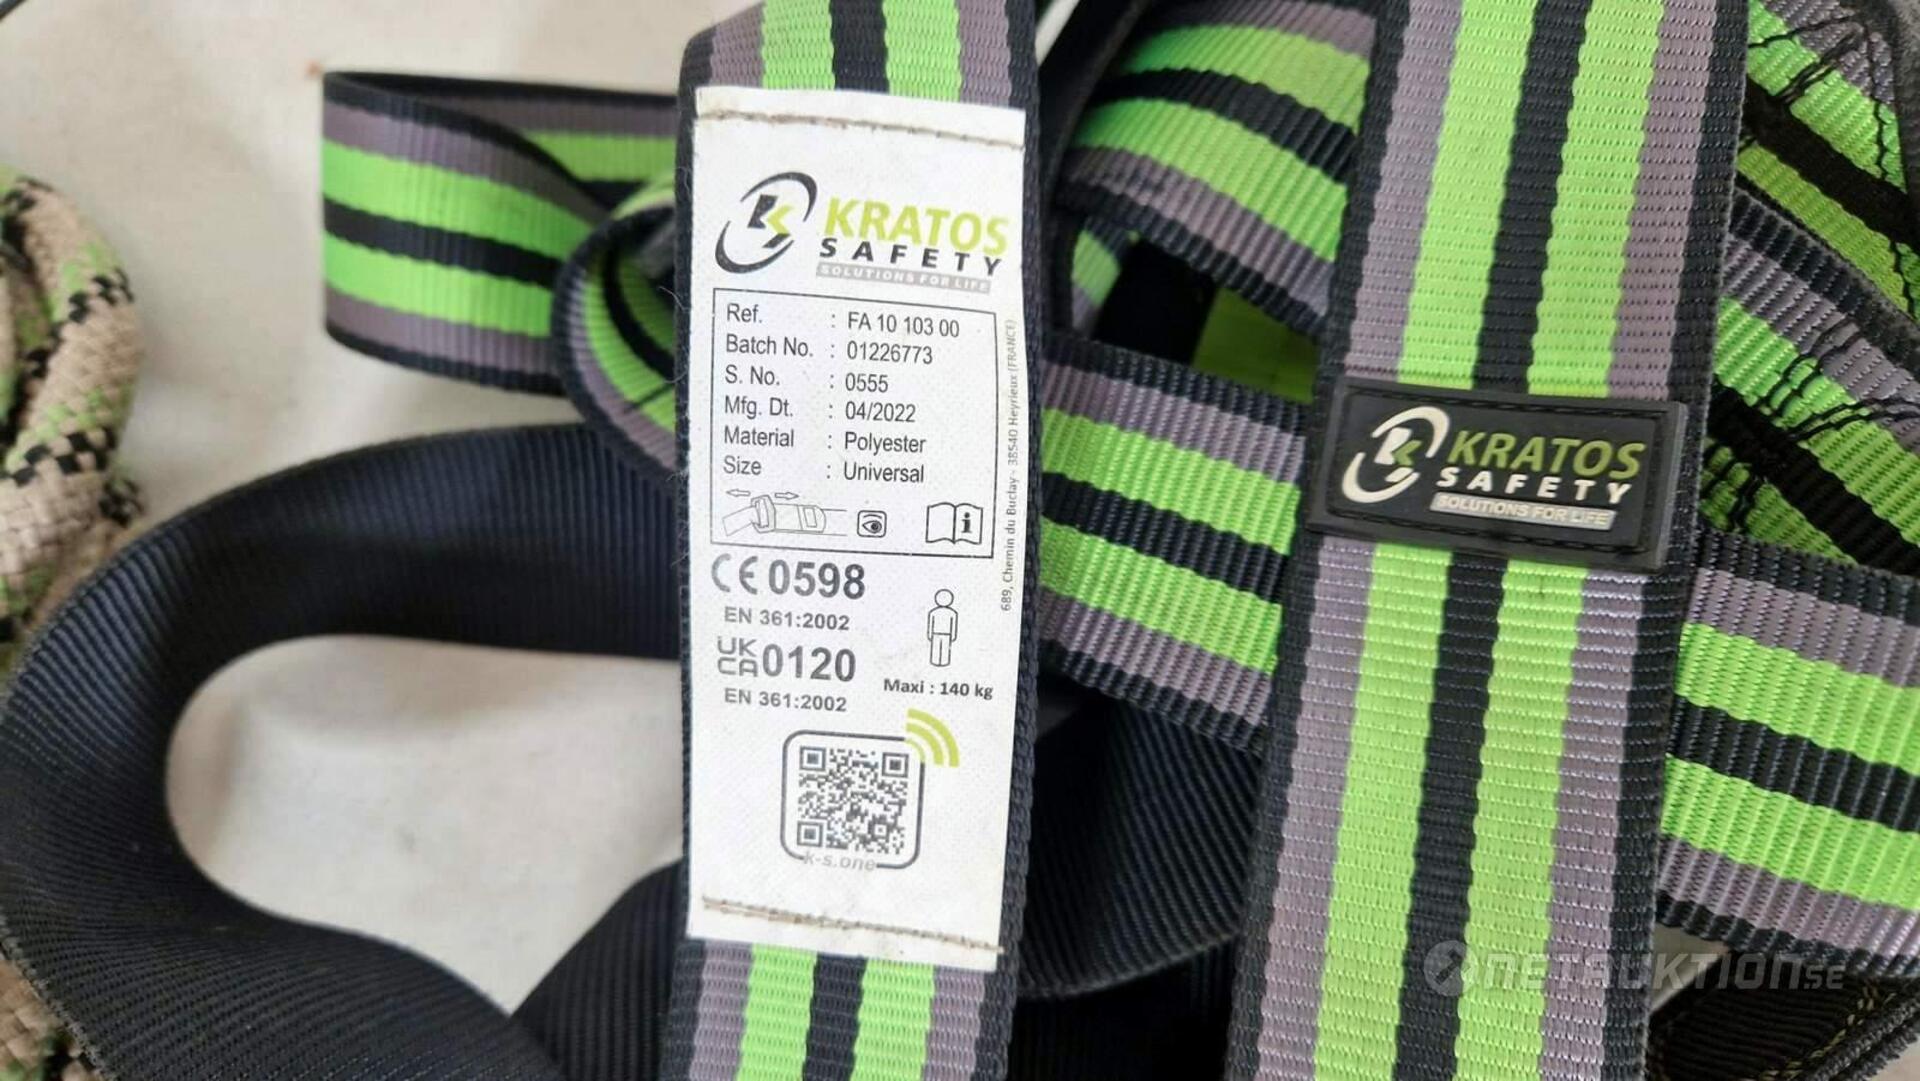 KRATOS
SAFETY
SOLUTIONS FOR LIFE
Ref. : FA 10 103 00
Batch No. : 01226773
S. No. : 0555
Mfg. Dt. : 04/2022
Material : Polyester
Size : Universal
i
CE 0598
EN 361:2002
UK
CA 0120
EN 361:2002
Maxi : 140 kg
k-s.one
689, Chemin du Buclay - 38540 Heyrieux (FRANCE)
KRATOS
SAFETY
SOLUTIONS FOR LIFE
NETAUKTION.SE